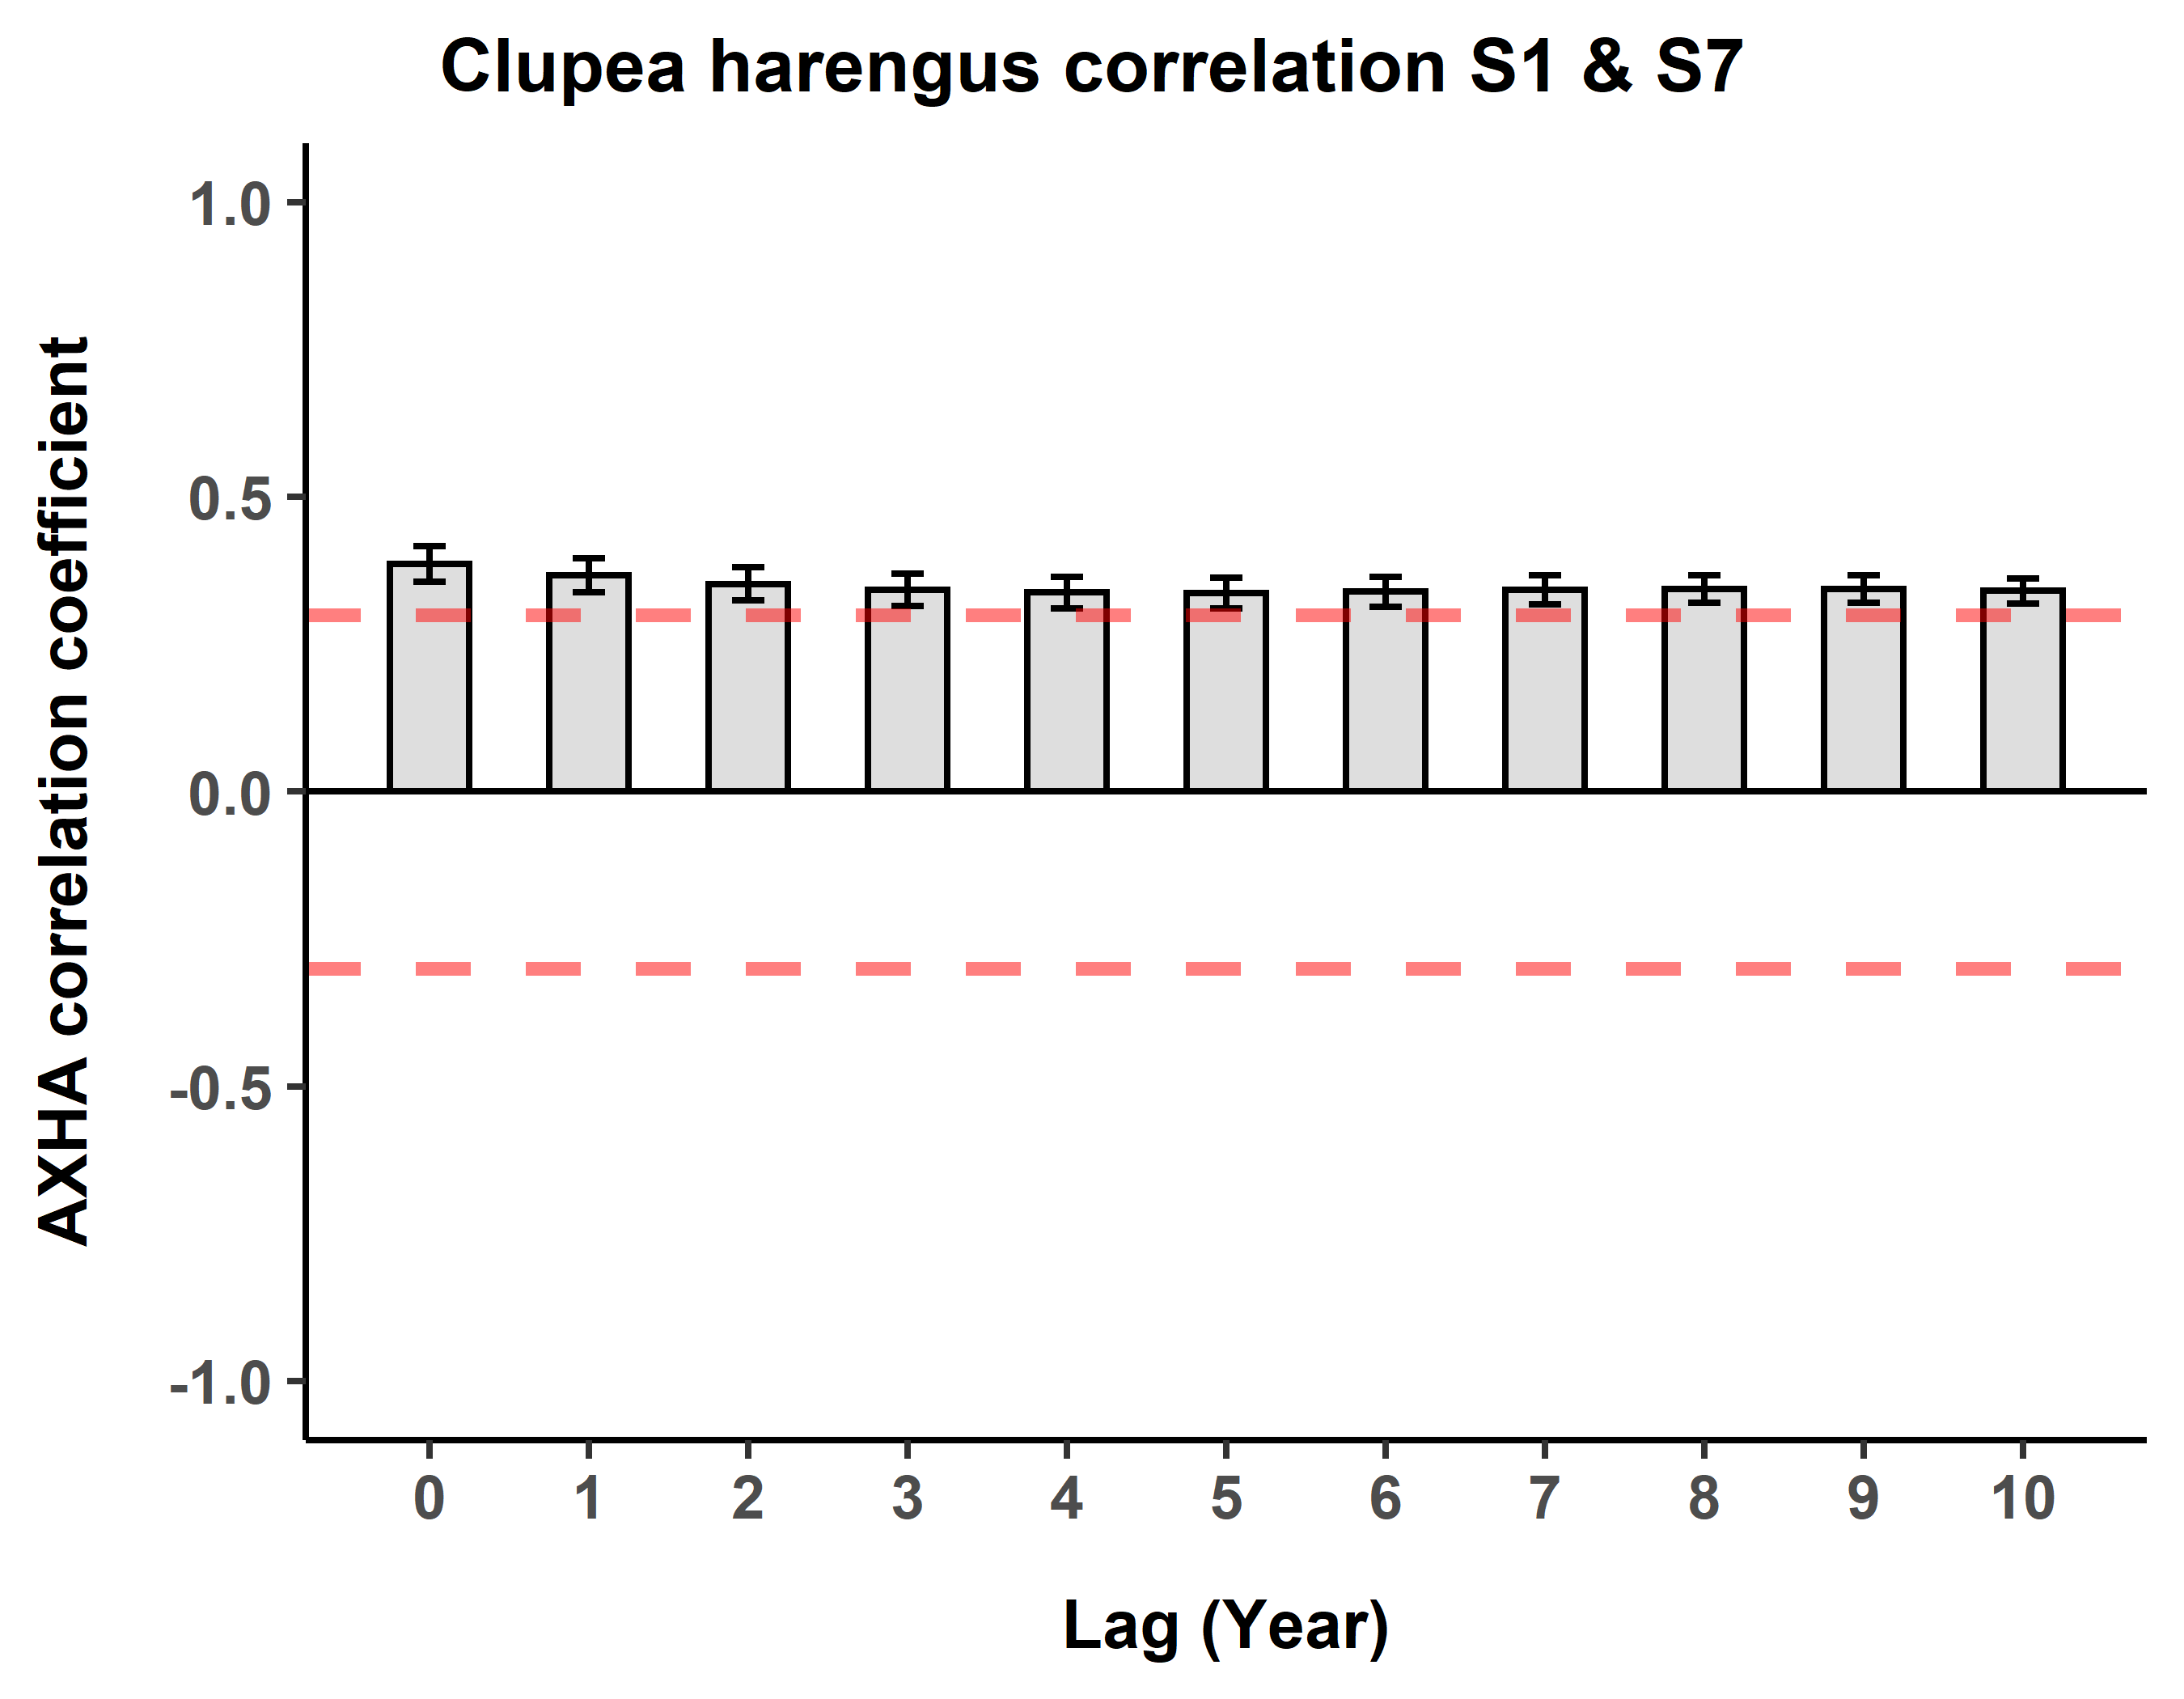 Clupea harengus correlation S1 & S7
AXHA correlation coefficient
1.0
0.5
0.0
-0.5
-1.0
0 1 2 3 4 5 6 7 8 9 10
Lag (Year)